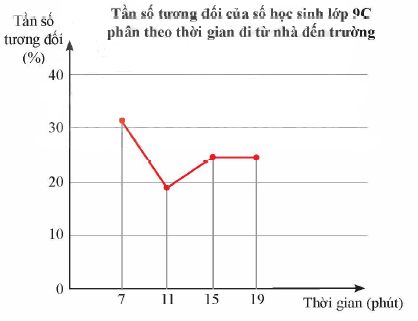 Tần số tương đối của số học sinh lớp 9C
phân theo thời gian đi từ nhà đến trường
Tần số
tương đối
(%)
40
30
20
10
0
7 11 15 19 Thời gian (phút)